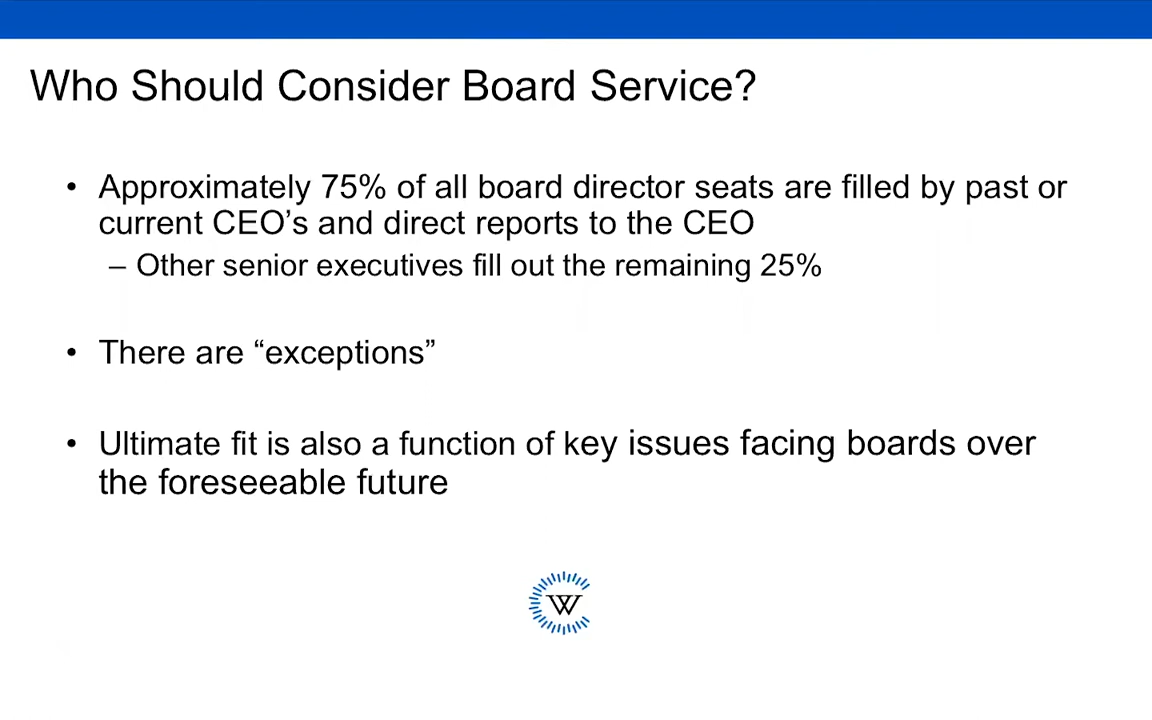 Who Should Consider Board Service?
• Approximately 75% of all board director seats are filled by past or
current CEO’s and direct reports to the CEO
– Other senior executives fill out the remaining 25%
• There are “exceptions”
• Ultimate fit is also a function of key issues facing boards over
the foreseeable future
W